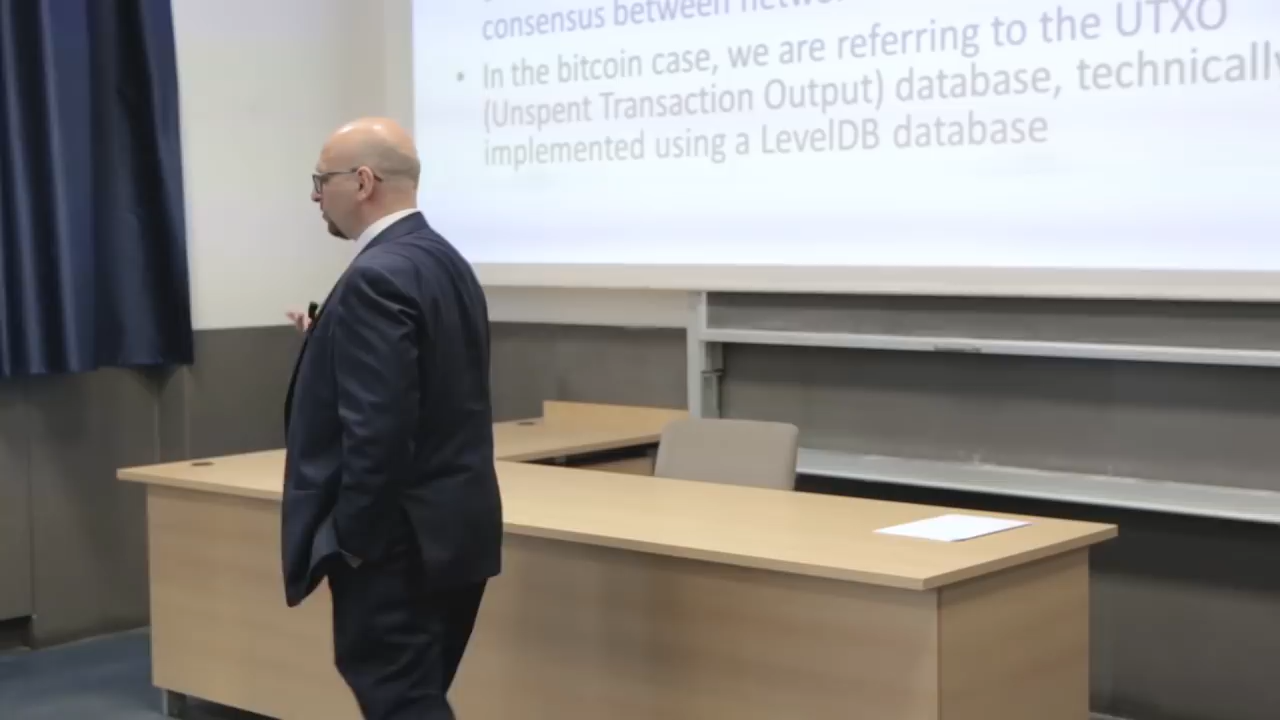 consensus between
• In the bitcoin case, we are referring to the UTXO
(Unspent Transaction Output) database, technically
implemented using a LevelDB database